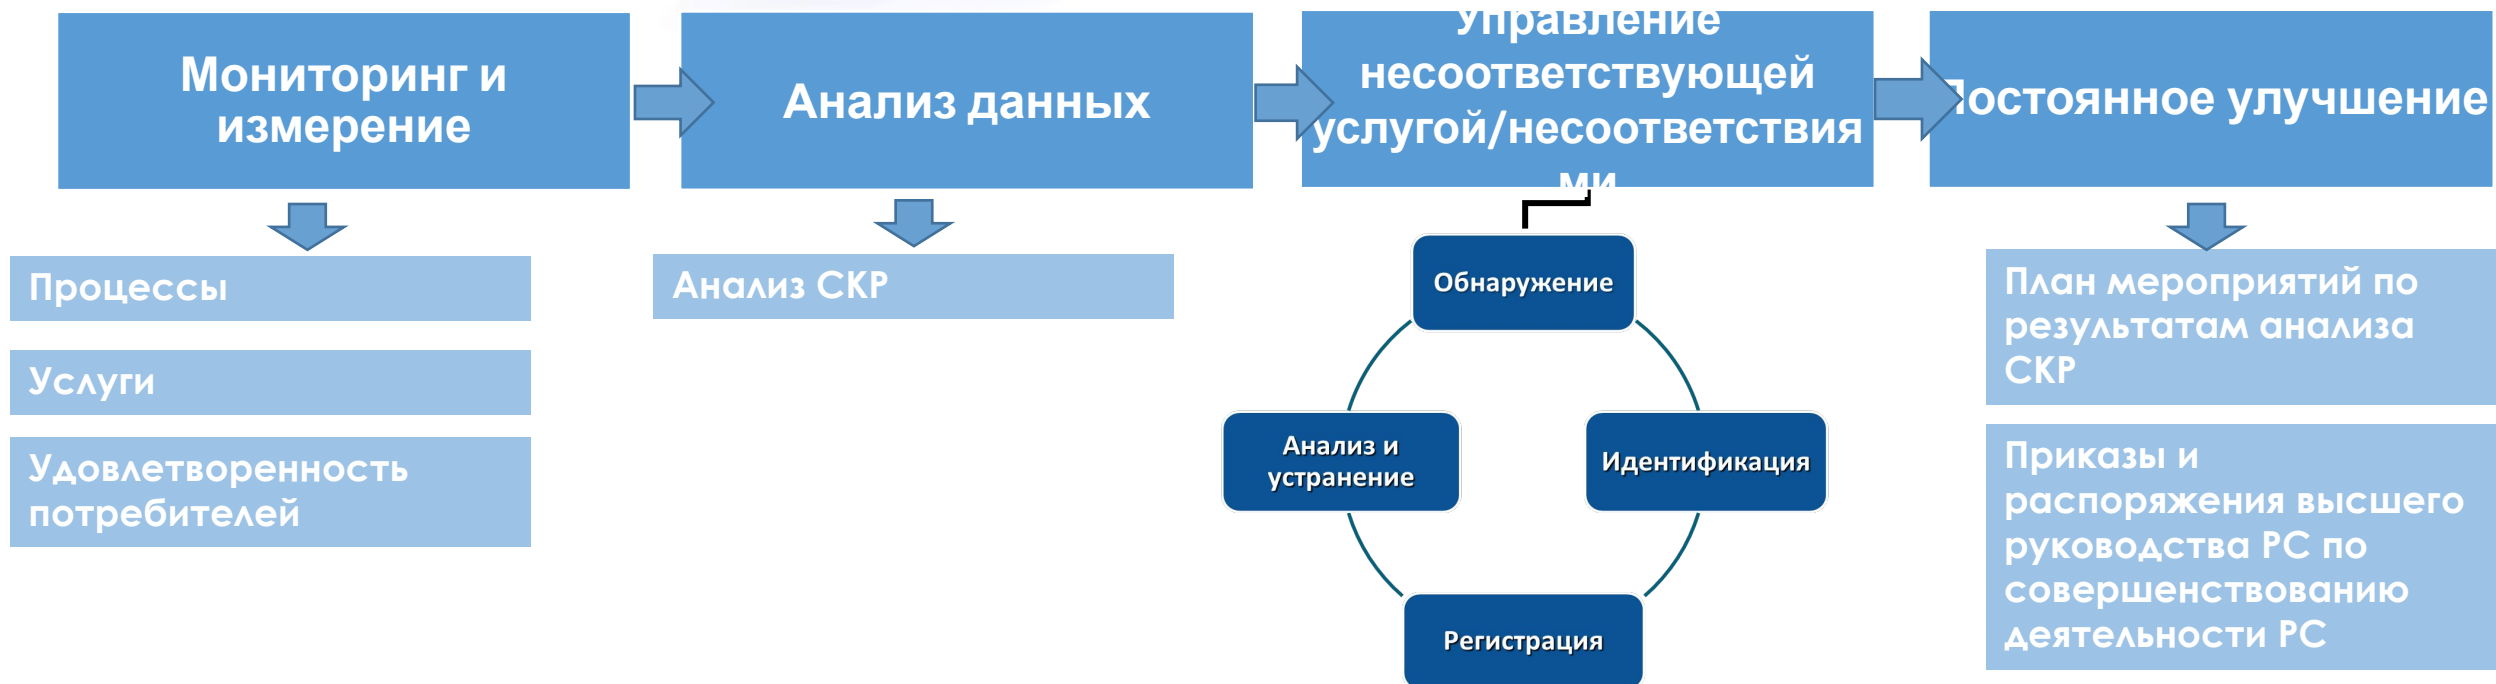 Мониторинг и
измерение
Анализ данных
Управление
несоответствующей
услугой/несоответствия
ми
Постоянное улучшение
Процессы
Услуги
Удовлетворенность
потребителей
Анализ СКР
Обнаружение
Идентификация
Регистрация
Анализ и
устранение
План мероприятий по
результатам анализа
СКР
Приказы и
распоряжения высшего
руководства РС по
совершенствованию
деятельности РС